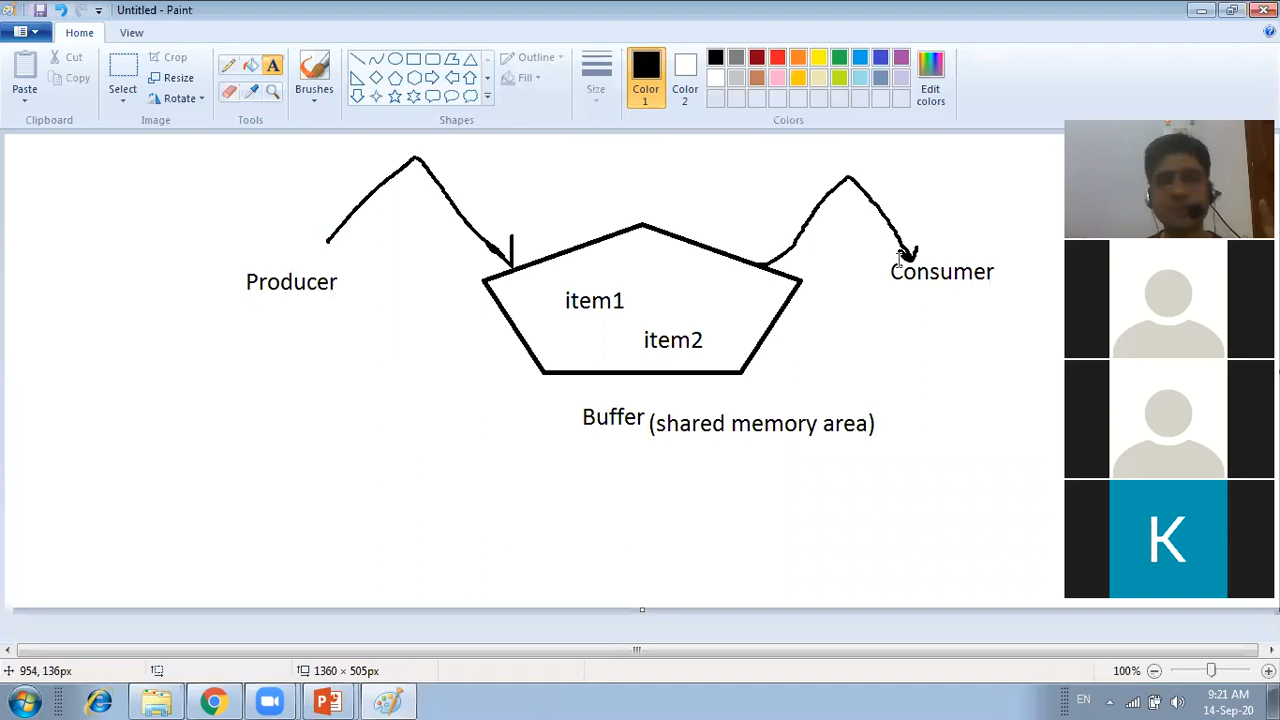 Untitled - Paint
Home
View
Paste
Cut
Copy
Clipboard
Select
Crop
Resize
Rotate
Image
A
Tools
Brushes
Shapes
Outline
Fill
Size
Color 1
Color 2
Edit colors
Colors
Producer
Consumer
item1
item2
Buffer (shared memory area)
K
954, 136px
1360 × 505px
100%
EN
9:21 AM
14-Sep-20